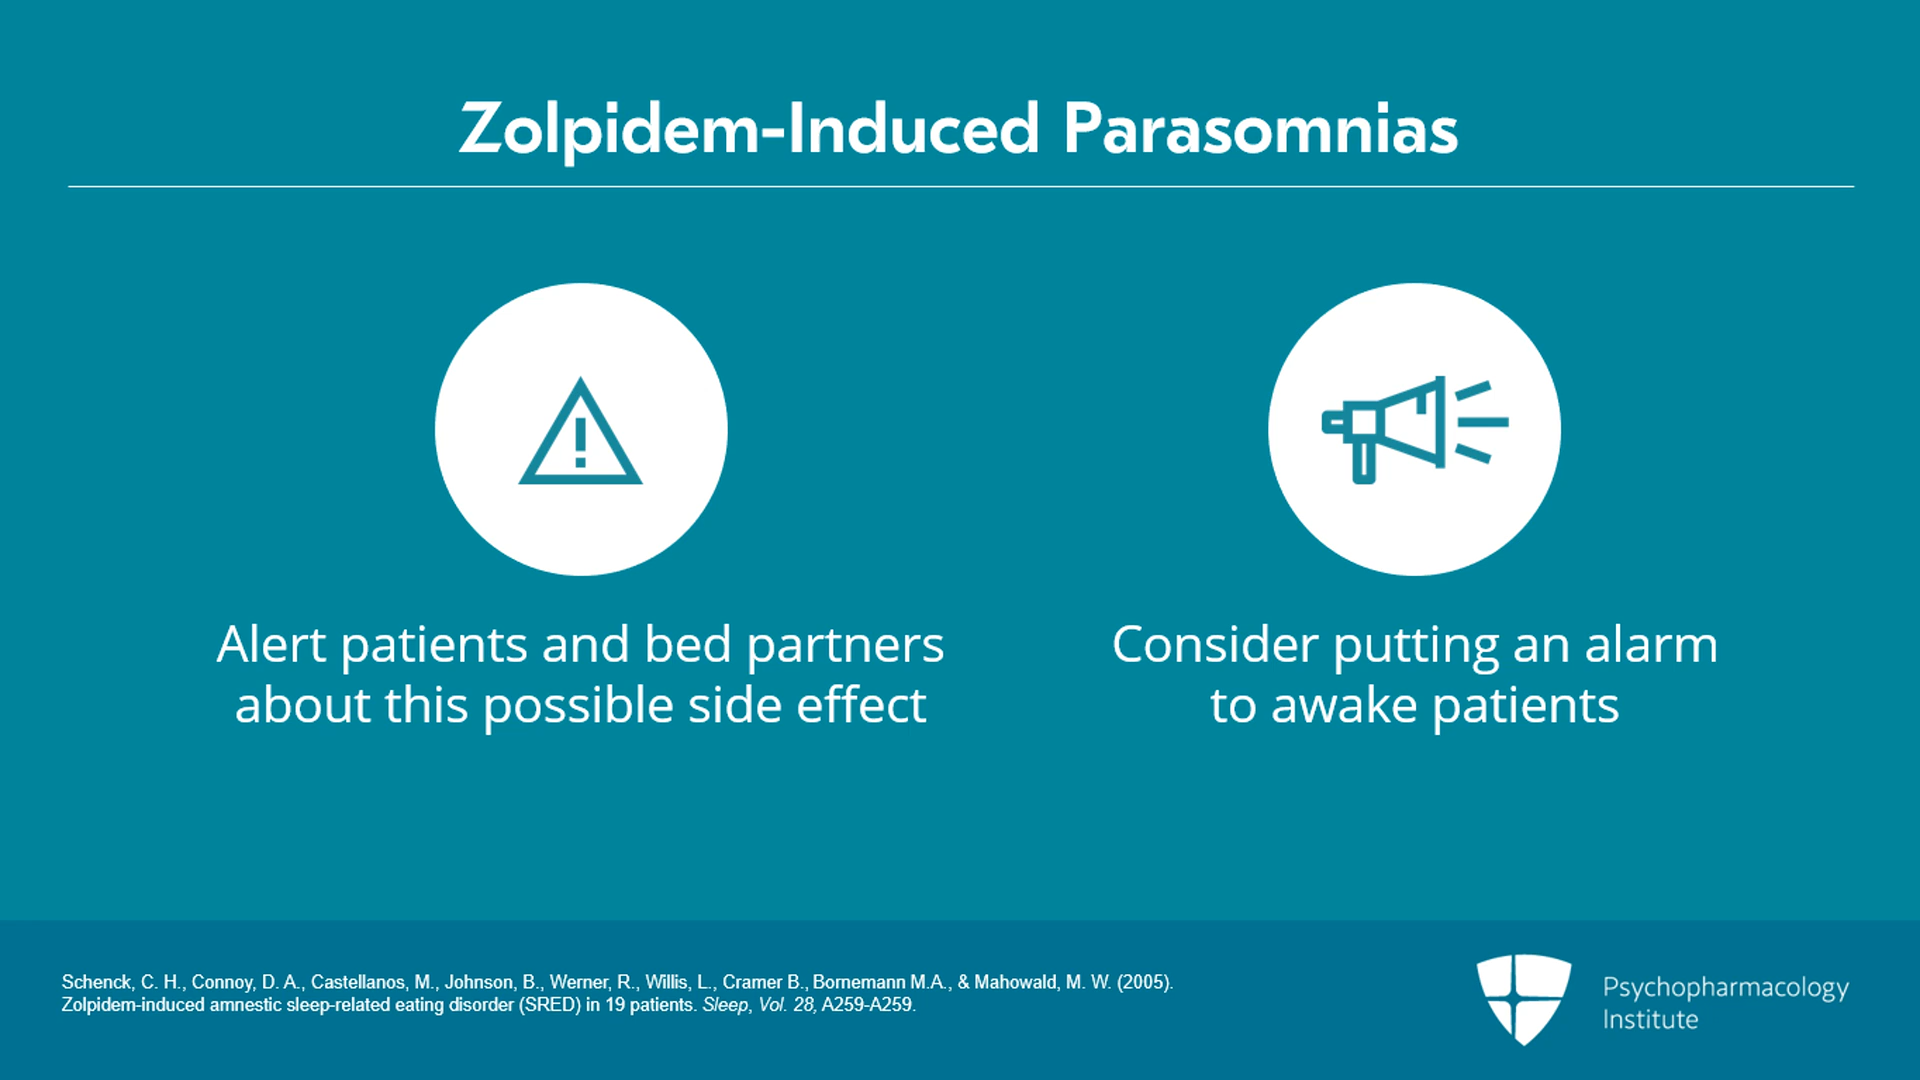 Zolpidem-Induced Parasomnias
Alert patients and bed partners
about this possible side effect
Consider putting an alarm
to awake patients
Schenck, C. H., Connoy, D. A., Castellanos, M., Johnson, B., Werner, R., Willis, L., Cramer B., Bornemann M.A., & Mahowald, M. W. (2005).
Zolpidem-induced amnestic sleep-related eating disorder (SRED) in 19 patients. Sleep, Vol. 28, A259-A259.
Psychopharmacology
Institute